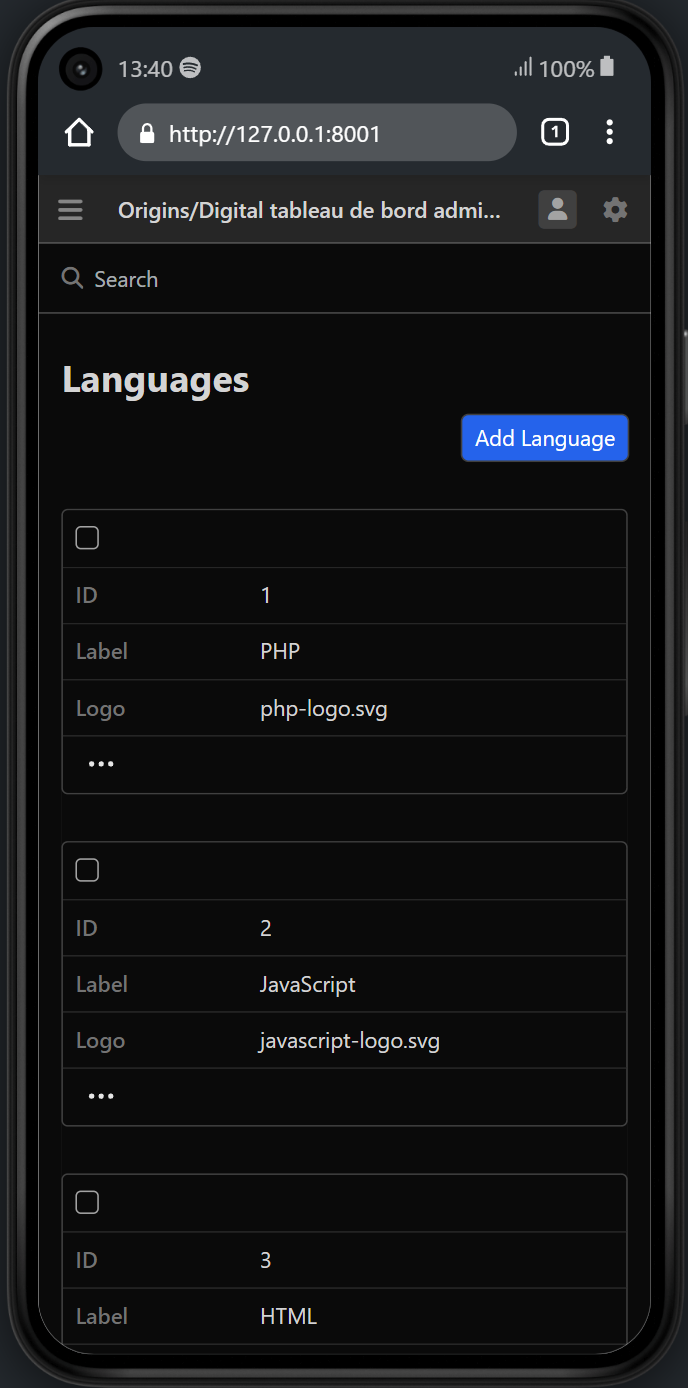 13:40 100%
http://127.0.0.1:8001 1
Origins/Digital tableau de bord admi...
Search
Languages
Add Language
ID 1
Label PHP
Logo php-logo.svg
ID 2
Label JavaScript
Logo javascript-logo.svg
ID 3
Label HTML